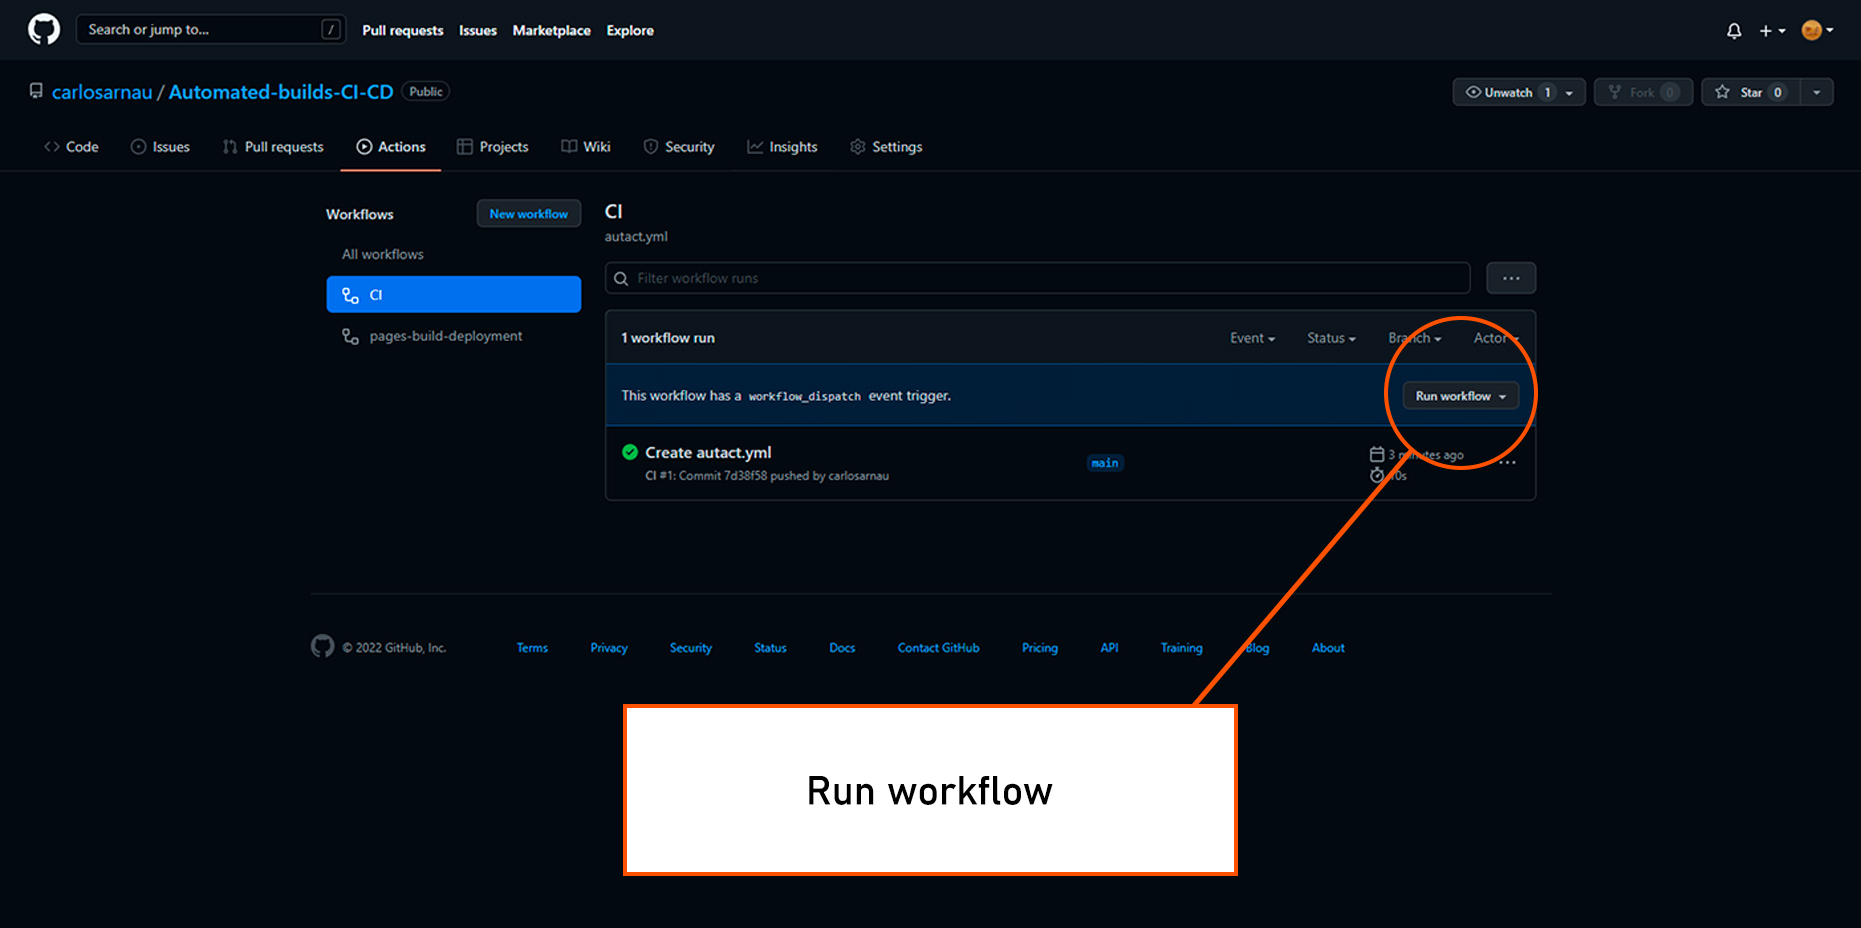 Search or jump to... /
Pull requests Issues Marketplace Explore
carlosarnau / Automated-builds-CI-CD Public
Unwatch 1 Fork 0 Star 0
Code Issues Pull requests Actions Projects Wiki Security Insights Settings
Workflows
New workflow
All workflows
CI
pages-build-deployment
CI
autact.yml
Filter workflow runs
1 workflow run
Event Status Branch Actor
This workflow has a workflow_dispatch event trigger.
Run workflow
Create autact.yml
CI #1: Commit 7d38f58 pushed by carlosarnau
main
3 minutes ago
© 2022 GitHub, Inc. Terms Privacy Security Status Docs Contact GitHub Pricing API Training Blog About
Run workflow